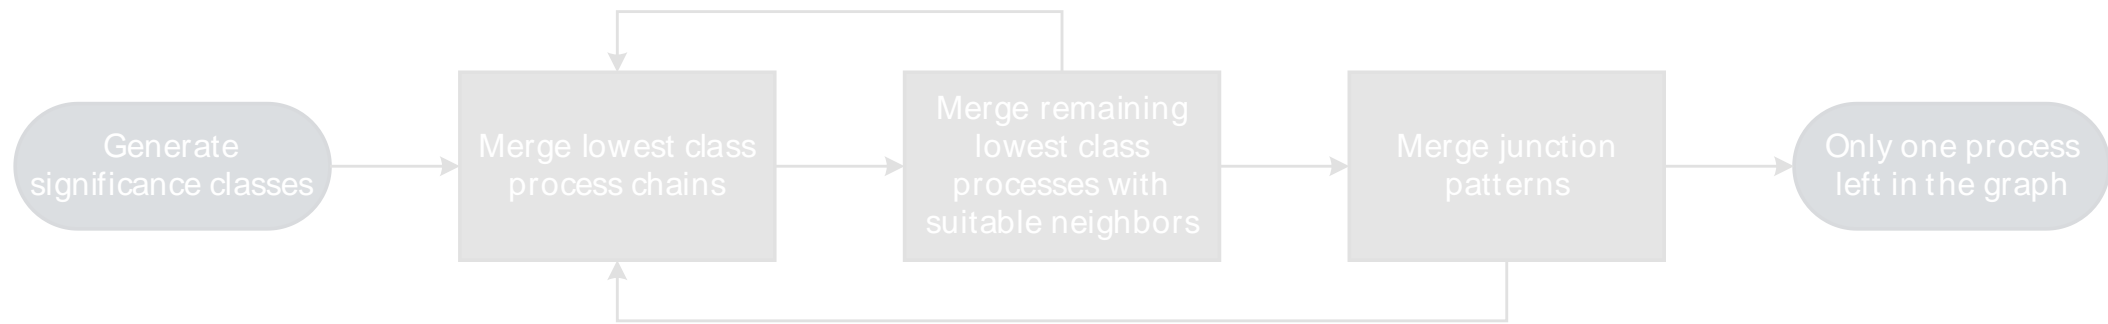 Generate
significance classes
Merge lowest class
process chains
Merge remaining
lowest class
processes with
suitable neighbors
Merge junction
patterns
Only one process
left in the graph